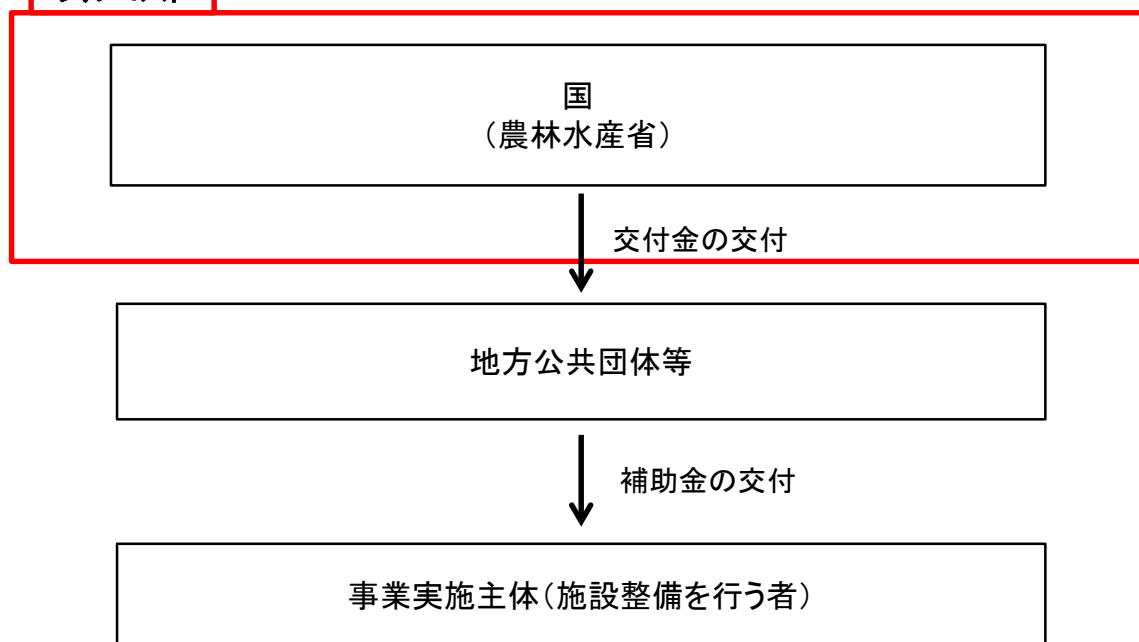 国
（農林水産省）
交付金の交付
地方公共団体等
補助金の交付
事業実施主体（施設整備を行う者）